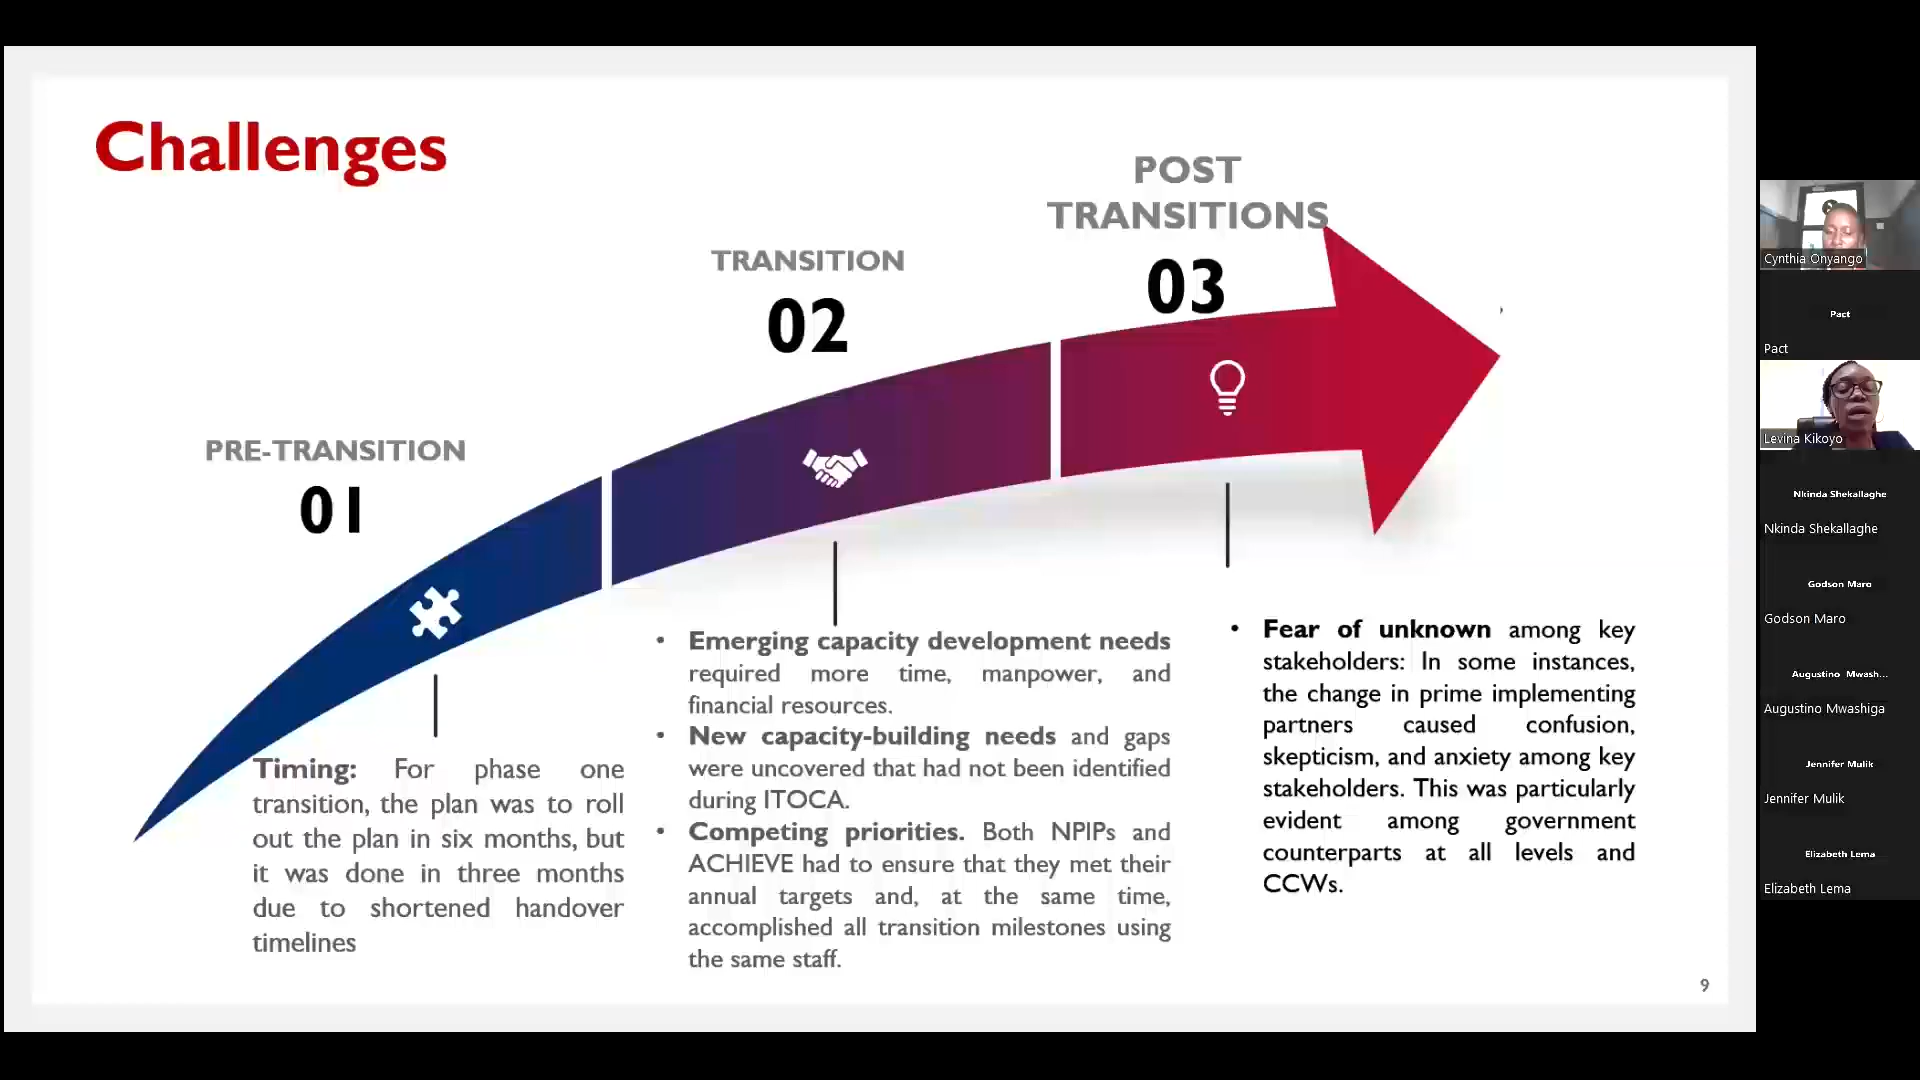 Challenges
PRE-TRANSITION
01
Timing: For phase one
transition, the plan was to roll
out the plan in six months, but
it was done in three months
due to shortened handover
timelines
TRANSITION
02
• Emerging capacity development needs
required more time, manpower, and
financial resources.
• New capacity-building needs and gaps
were uncovered that had not been identified
during ITOCA.
• Competing priorities. Both NPIPs and
ACHIEVE had to ensure that they met their
annual targets and, at the same time,
accomplished all transition milestones using
the same staff.
POST
TRANSITIONS
03
• Fear of unknown among key
stakeholders: In some instances,
the change in prime implementing
partners caused confusion,
skepticism, and anxiety among key
stakeholders. This was particularly
evident among government
counterparts at all levels and
CCWs.
9
Cynthia Onyango
Pact
Pact
Levina Kikoyo
Nkinda Shekallaghe
Nkinda Shekallaghe
Godson Maro
Godson Maro
Augustino Mwash...
Augustino Mwashiga
Jennifer Mulik
Jennifer Mulik
Elizabeth Lema
Elizabeth Lema